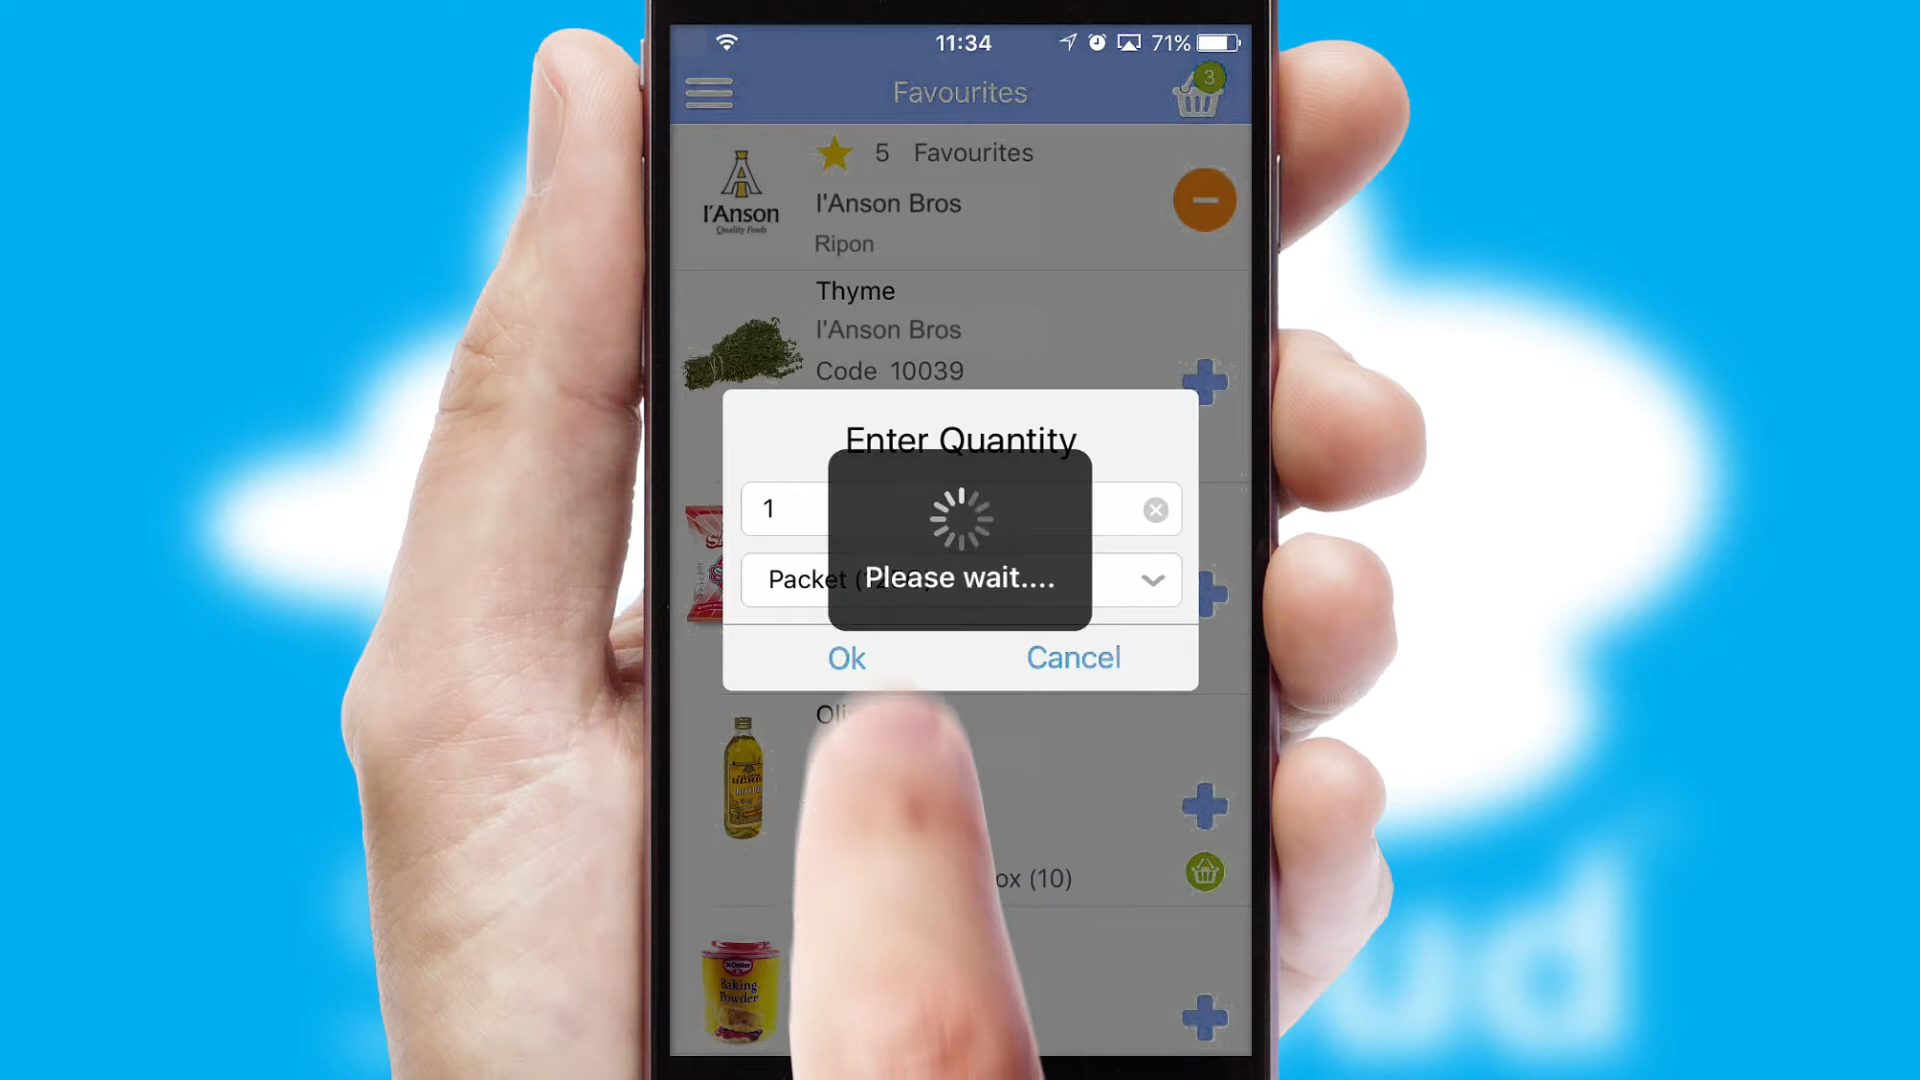 11:34
71%
Favourites
3
5 Favourites
I'Anson
Quality Foods
I'Anson Bros
Ripon
Thyme
I'Anson Bros
Code 10039
Enter Quantity
1
Packet
Please wait....
Ok
Cancel
ox (10)
Baking
Powder
ud